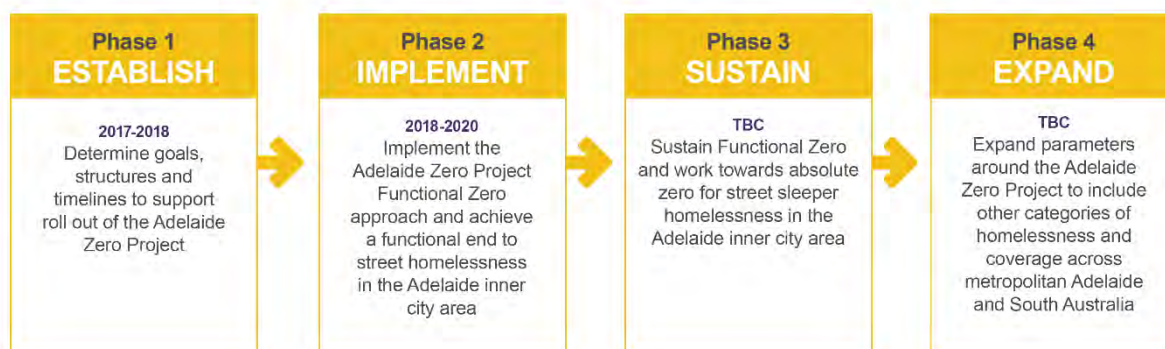 Phase 1
ESTABLISH
2017-2018
Determine goals,
structures and
timelines to support
roll out of the Adelaide
Zero Project
Phase 2
IMPLEMENT
2018-2020
Implement the
Adelaide Zero Project
Functional Zero
approach and achieve
a functional end to
street homelessness
in the Adelaide inner
city area
Phase 3
SUSTAIN
TBC
Sustain Functional Zero
and work towards absolute
zero for street sleeper
homelessness in the
Adelaide inner city area
Phase 4
EXPAND
TBC
Expand parameters
around the Adelaide
Zero Project to include
other categories of
homelessness and
coverage across
metropolitan Adelaide
and South Australia